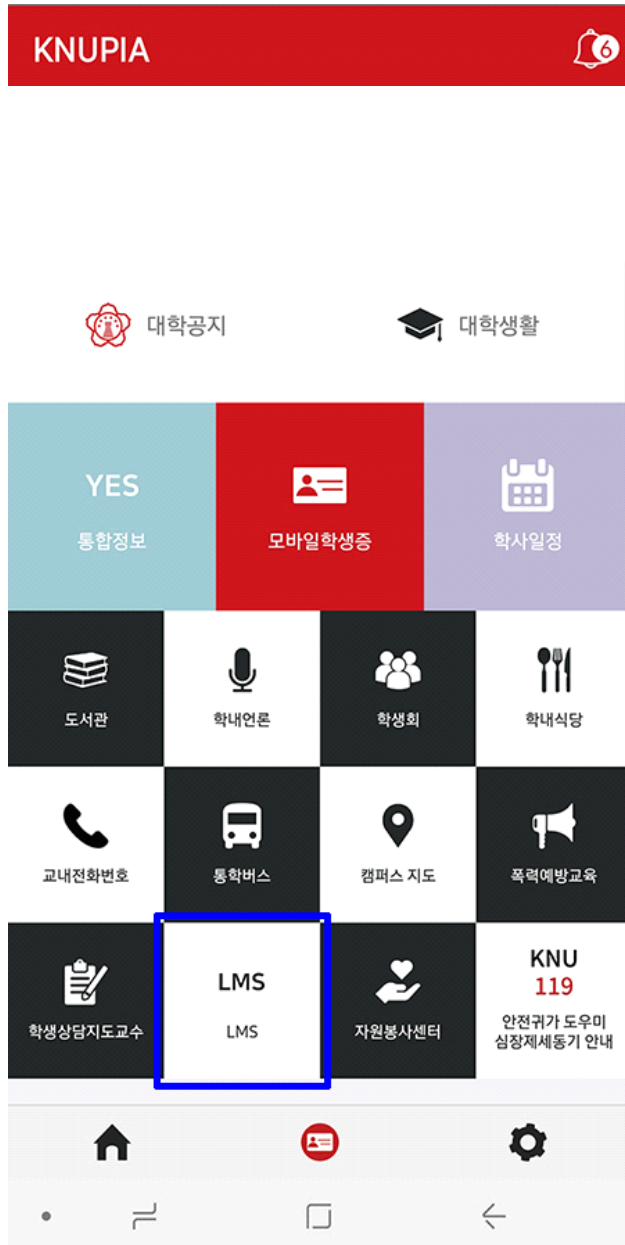 KNUPIA
6
대학공지
대학생활
YES
통합정보
모바일학생증
학사일정
도서관
학내언론
학생회
학내식당
교내전화번호
통학버스
캠퍼스 지도
폭력예방교육
학생상담지도교수
LMS
LMS
자원봉사센터
KNU
119
안전귀가 도우미
심장제세동기 안내